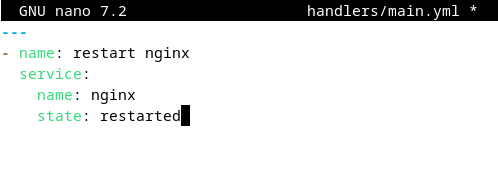 GNU nano 7.2 handlers/main.yml *
---
- name: restart nginx
  service:
    name: nginx
    state: restarted